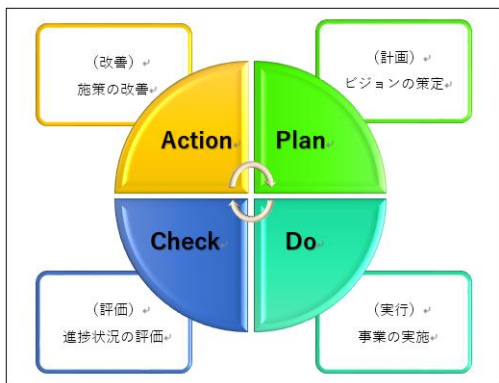 （改善）
施策の改善
（計画）
ビジョンの策定
Action
Plan
Check
Do
（評価）
進捗状況の評価
（実行）
事業の実施